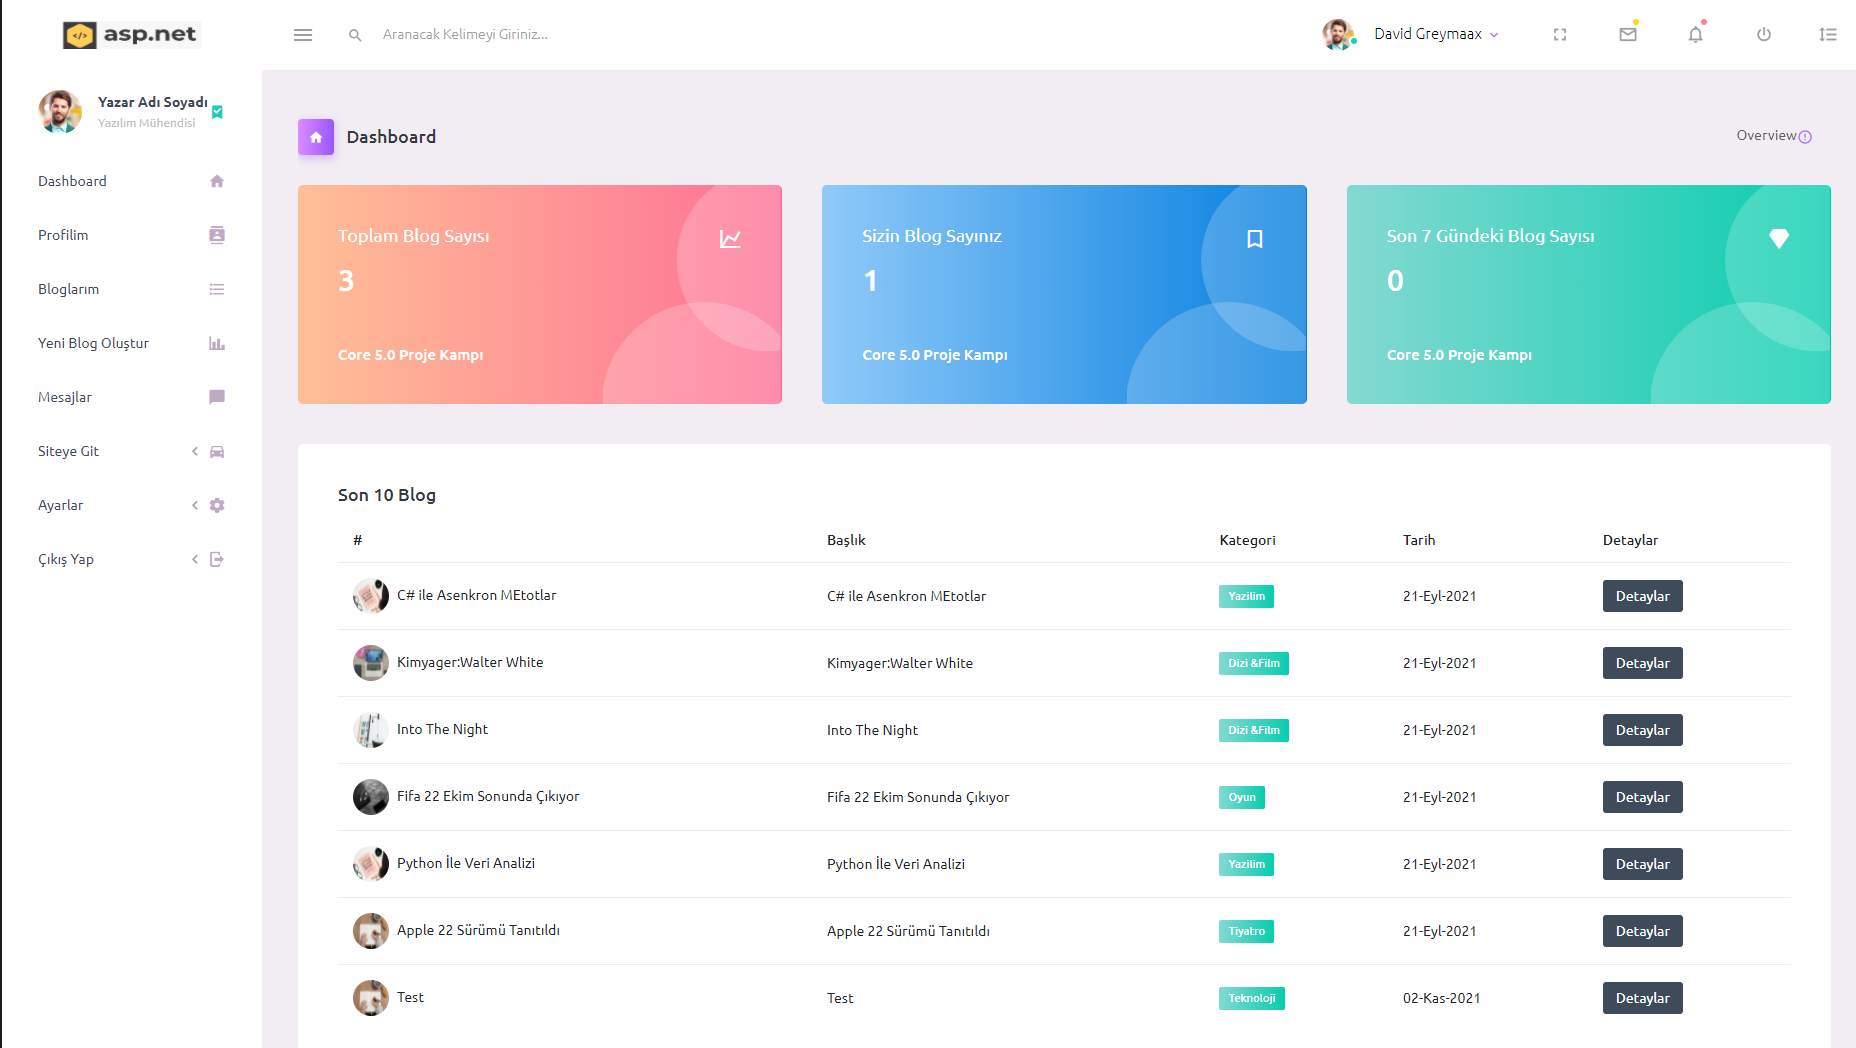 asp.net
Aranacak Kelimeyi Giriniz...
David Greymaax
Yazar Adı Soyadı
Yazılım Mühendisi
Dashboard
Profilim
Bloglarım
Yeni Blog Oluştur
Mesajlar
Siteye Git
Ayarlar
Çıkış Yap
Dashboard
Overview
Toplam Blog Sayısı
3
Core 5.0 Proje Kampı
Sizin Blog Sayınız
1
Core 5.0 Proje Kampı
Son 7 Gündeki Blog Sayısı
0
Core 5.0 Proje Kampı
Son 10 Blog
# Başlık Kategori Tarih Detaylar
C# ile Asenkron MEtotlar C# ile Asenkron MEtotlar Yazilim 21-Eyl-2021 Detaylar
Kimyager:Walter White Kimyager:Walter White Dizi &Film 21-Eyl-2021 Detaylar
Into The Night Into The Night Dizi &Film 21-Eyl-2021 Detaylar
Fifa 22 Ekim Sonunda Çıkıyor Fifa 22 Ekim Sonunda Çıkıyor Oyun 21-Eyl-2021 Detaylar
Python İle Veri Analizi Python İle Veri Analizi Yazilim 21-Eyl-2021 Detaylar
Apple 22 Sürümü Tanıtıldı Apple 22 Sürümü Tanıtıldı Tiyatro 21-Eyl-2021 Detaylar
Test Test Teknoloji 02-Kas-2021 Detaylar